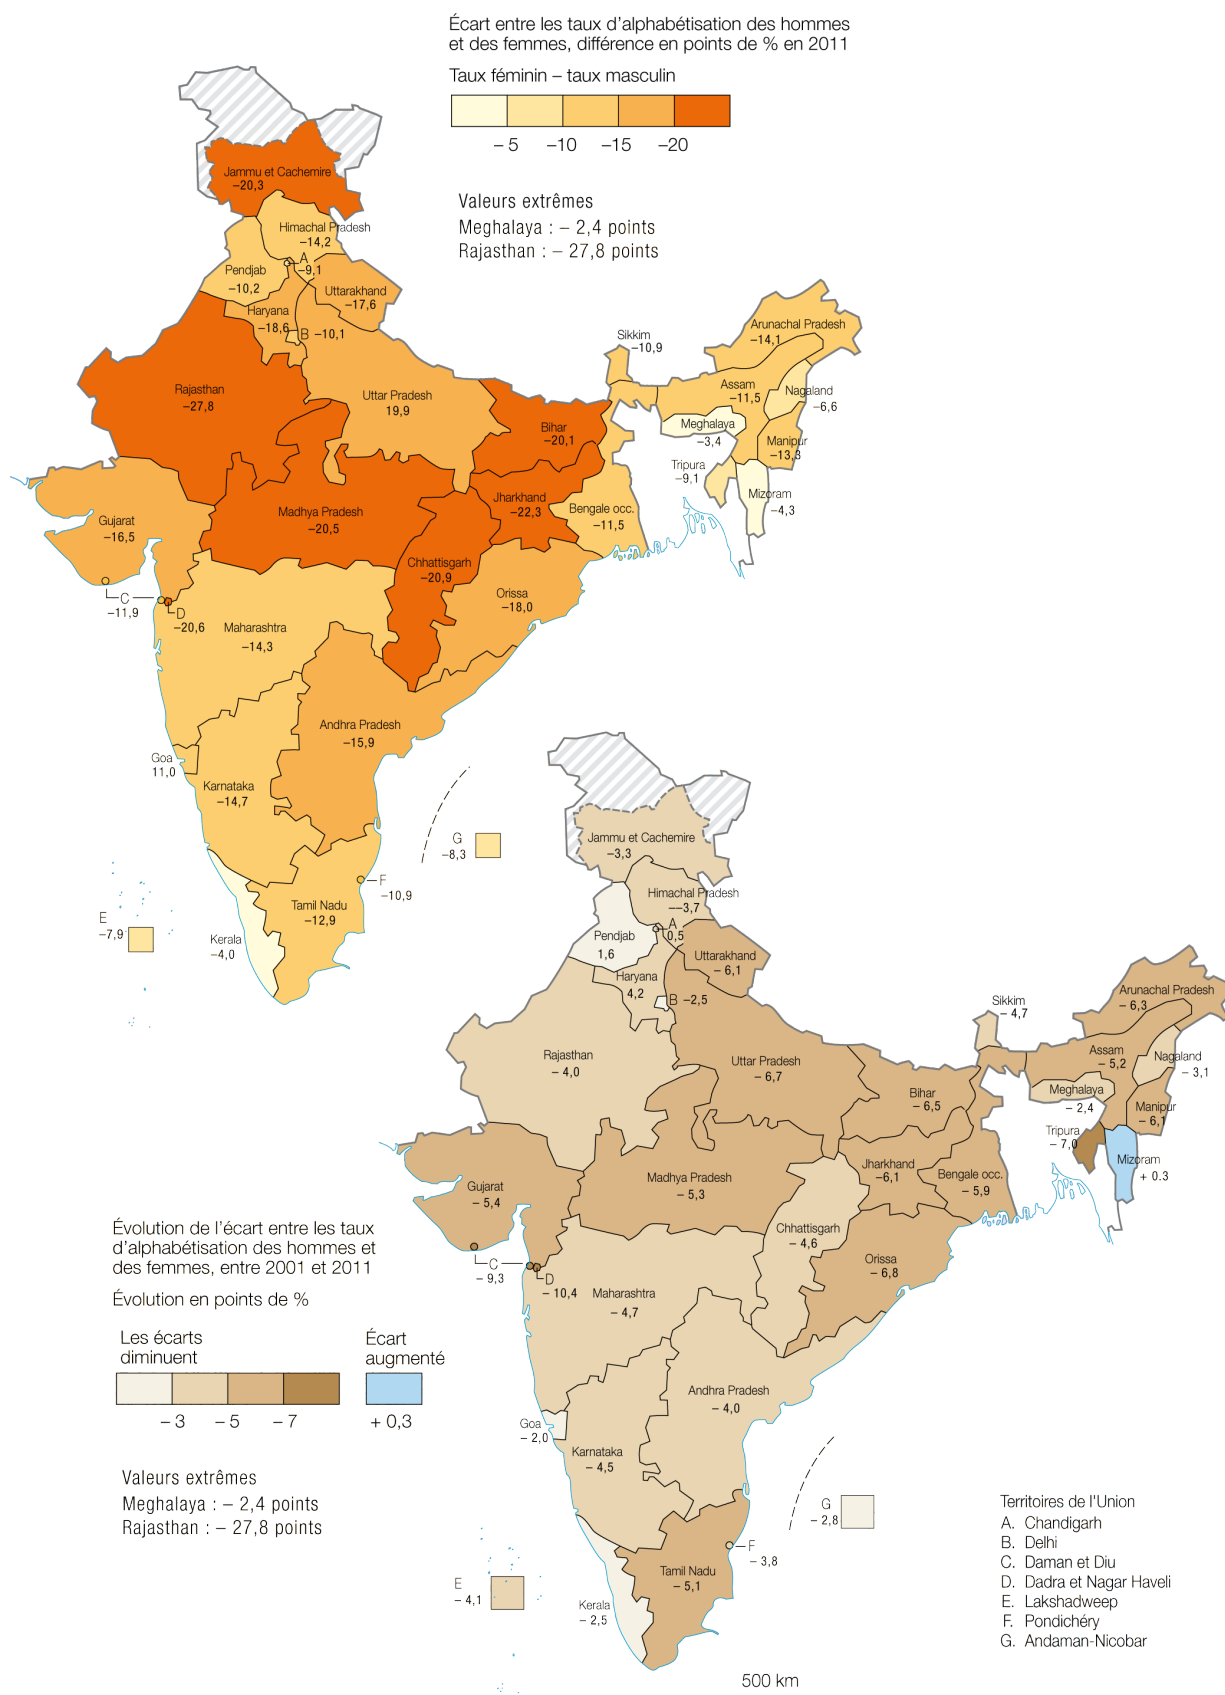 Écart entre les taux d'alphabétisation des hommes
et des femmes, différence en points de % en 2011
Taux féminin – taux masculin
– 5 –10 –15 –20
Valeurs extrêmes
Meghalaya : – 2,4 points
Rajasthan : – 27,8 points
Jammu et Cachemire
–20,3
Himachal Pradesh
–14,2
A
–9,1
Pendjab
–10,2
Uttarakhand
–17,6
Haryana
–18,6
B –10,1
Rajasthan
–27,8
Uttar Pradesh
19,9
Sikkim
–10,9
Arunachal Pradesh
–14,1
Assam
–11,5
Nagaland
–6,6
Meghalaya
–3,4
Manipur
–13,3
Tripura
–9,1
Mizoram
–4,3
Bihar
–20,1
Jharkhand
–22,3
Bengale occ.
–11,5
Gujarat
–16,5
Madhya Pradesh
–20,5
Chhattisgarh
–20,9
Orissa
–18,0
C
–11,9
D
–20,6
Maharashtra
–14,3
Andhra Pradesh
–15,9
Goa
11,0
Karnataka
–14,7
G
–8,3
F
–10,9
Tamil Nadu
–12,9
E
–7,9
Kerala
–4,0
Jammu et Cachemire
–3,3
Himachal Pradesh
––3,7
A
0,5
Pendjab
1,6
Uttarakhand
– 6,1
Haryana
4,2
B –2,5
Rajasthan
– 4,0
Uttar Pradesh
– 6,7
Sikkim
– 4,7
Arunachal Pradesh
– 6,3
Assam
– 5,2
Nagaland
– 3,1
Meghalaya
– 2,4
Manipur
– 6,1
Tripura
– 7,0
Mizoram
+ 0.3
Bihar
– 6,5
Jharkhand
–6,1
Bengale occ.
– 5,9
Gujarat
– 5,4
Madhya Pradesh
– 5,3
Chhattisgarh
– 4,6
Orissa
– 6,8
C
– 9,3
D
– 10,4
Maharashtra
– 4,7
Andhra Pradesh
– 4,0
Goa
– 2,0
Karnataka
– 4,5
G
– 2,8
F
– 3,8
Tamil Nadu
– 5,1
E
– 4,1
Kerala
– 2,5
Évolution de l'écart entre les taux
d'alphabétisation des hommes et
des femmes, entre 2001 et 2011
Évolution en points de %
Les écarts
diminuent
Écart
augmenté
– 3 – 5 – 7
+ 0,3
Valeurs extrêmes
Meghalaya : – 2,4 points
Rajasthan : – 27,8 points
Territoires de l'Union
A. Chandigarh
B. Delhi
C. Daman et Diu
D. Dadra et Nagar Haveli
E. Lakshadweep
F. Pondichéry
G. Andaman-Nicobar
500 km